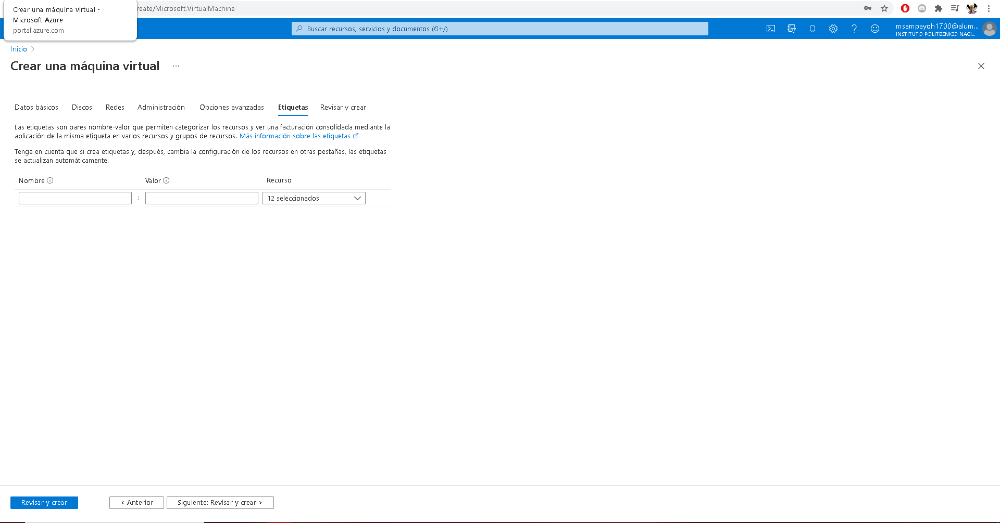 Crear una máquina virtual -
Microsoft Azure
portal.azure.com
reate/Microsoft.VirtualMachine
Buscar recursos, servicios y documentos (G+/)
msampayoh1700@alum...
INSTITUTO POLITECNICO NACI...
Inicio >
Crear una máquina virtual ...
Datos básicos Discos Redes Administración Opciones avanzadas Etiquetas Revisar y crear
Las etiquetas son pares nombre-valor que permiten categorizar los recursos y ver una facturación consolidada mediante la
aplicación de la misma etiqueta en varios recursos y grupos de recursos. Más información sobre las etiquetas
Tenga en cuenta que si crea etiquetas y, después, cambia la configuración de los recursos en otras pestañas, las etiquetas
se actualizan automáticamente.
Nombre Valor Recurso
: 12 seleccionados
Revisar y crear < Anterior Siguiente: Revisar y crear >